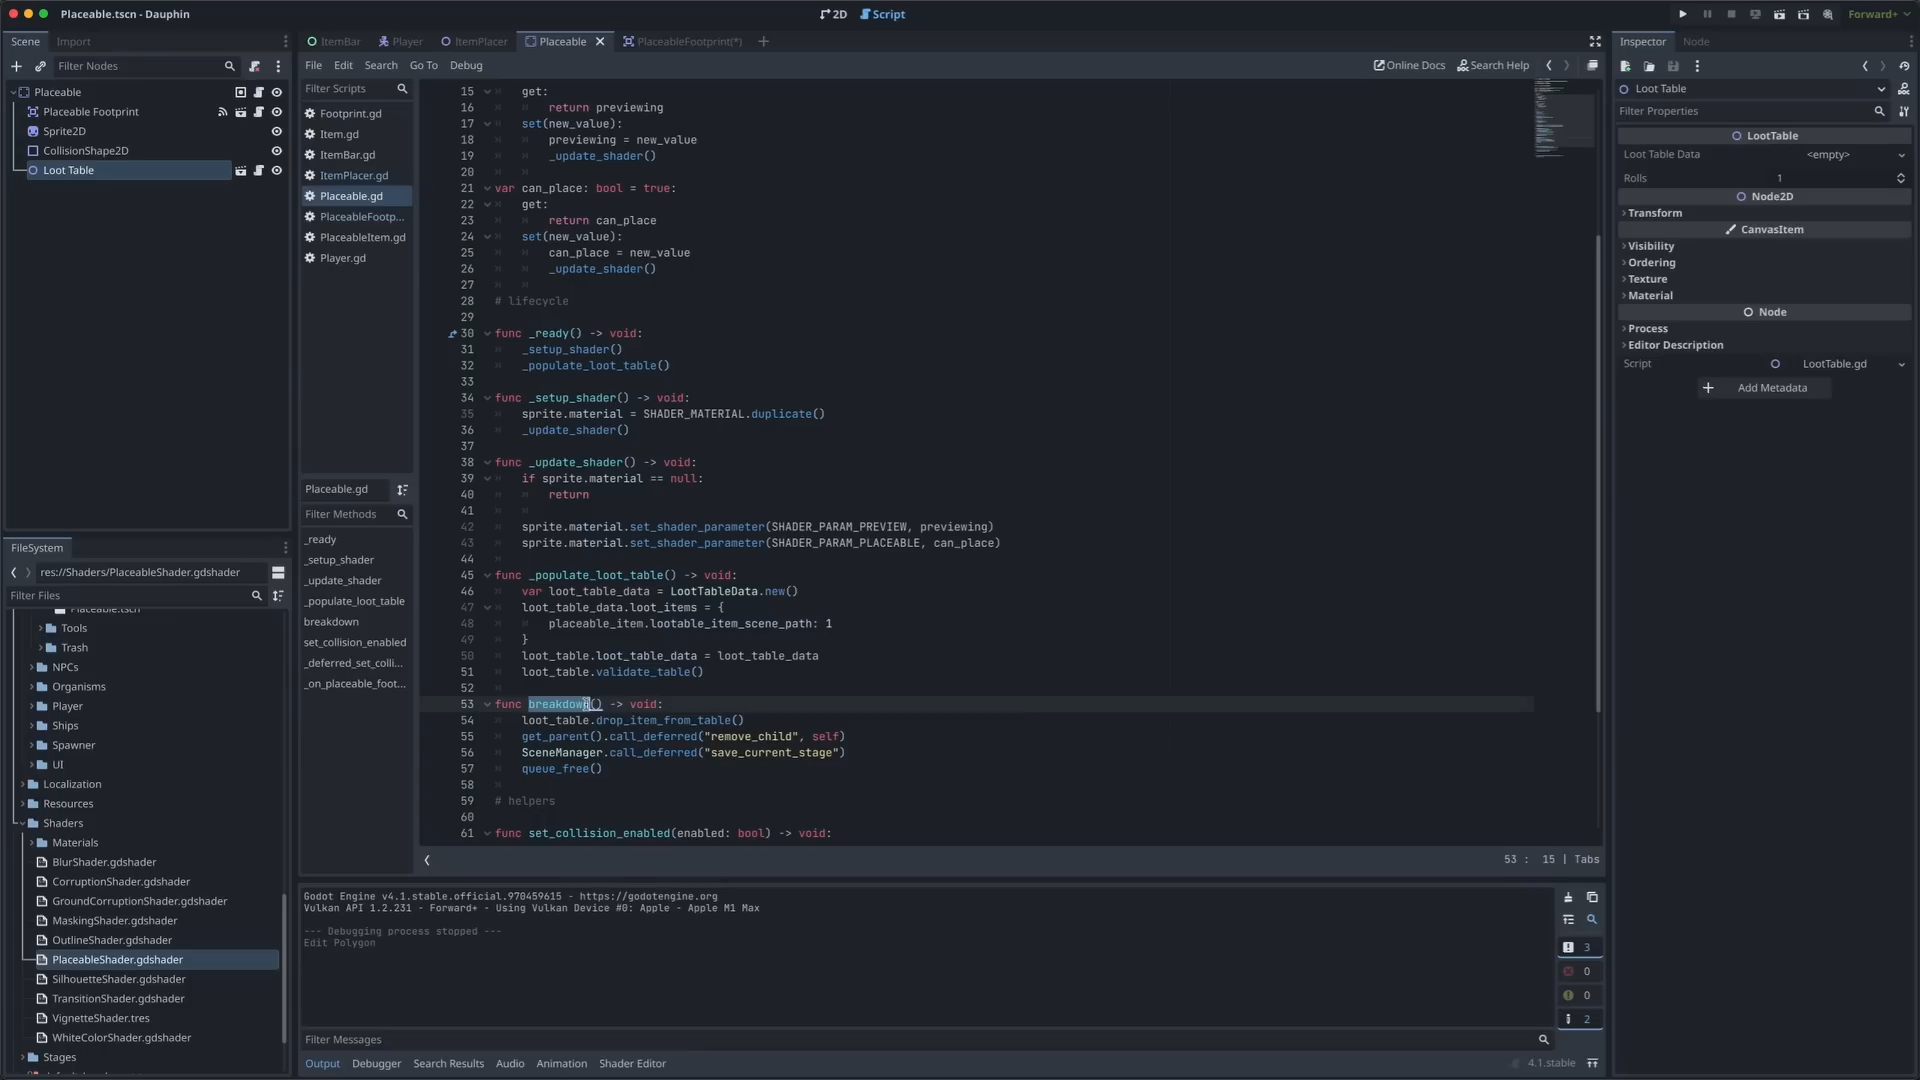 Placeable.tscn - Dauphin
2D
Script
Forward+
Scene
Import
Filter Nodes
Placeable
Placeable Footprint
Sprite2D
CollisionShape2D
Loot Table
FileSystem
res://Shaders/PlaceableShader.gdshader
Filter Files
Placeable.tscn
Tools
Trash
NPCs
Organisms
Player
Ships
Spawner
UI
Localization
Resources
Shaders
Materials
BlurShader.gdshader
CorruptionShader.gdshader
GroundCorruptionShader.gdshader
MaskingShader.gdshader
OutlineShader.gdshader
PlaceableShader.gdshader
SilhouetteShader.gdshader
TransitionShader.gdshader
VignetteShader.tres
WhiteColorShader.gdshader
Stages
ItemBar
Player
ItemPlacer
Placeable
PlaceableFootprint(*)
File
Edit
Search
Go To
Debug
Online Docs
Search Help
Filter Scripts
Footprint.gd
Item.gd
ItemBar.gd
ItemPlacer.gd
Placeable.gd
PlaceableFootp...
PlaceableItem.gd
Player.gd
Placeable.gd
Filter Methods
_ready
_setup_shader
_update_shader
_populate_loot_table
breakdown
set_collision_enabled
_deferred_set_colli...
_on_placeable_foot...
15 get:
16 return previewing
17 set(new_value):
18 previewing = new_value
19 _update_shader()
20
21 var can_place: bool = true:
22 get:
23 return can_place
24 set(new_value):
25 can_place = new_value
26 _update_shader()
27
28 # lifecycle
29
30 func _ready() -> void:
31 _setup_shader()
32 _populate_loot_table()
33
34 func _setup_shader() -> void:
35 sprite.material = SHADER_MATERIAL.duplicate()
36 _update_shader()
37
38 func _update_shader() -> void:
39 if sprite.material == null:
40 return
41
42 sprite.material.set_shader_parameter(SHADER_PARAM_PREVIEW, previewing)
43 sprite.material.set_shader_parameter(SHADER_PARAM_PLACEABLE, can_place)
44
45 func _populate_loot_table() -> void:
46 var loot_table_data = LootTableData.new()
47 loot_table_data.loot_items = {
48 placeable_item.lootable_item_scene_path: 1
49 }
50 loot_table.loot_table_data = loot_table_data
51 loot_table.validate_table()
52
53 func breakdown() -> void:
54 loot_table.drop_item_from_table()
55 get_parent().call_deferred("remove_child", self)
56 SceneManager.call_deferred("save_current_stage")
57 queue_free()
58
59 # helpers
60
61 func set_collision_enabled(enabled: bool) -> void:
53 : 15 | Tabs
Godot Engine v4.1.stable.official.970459615 - https://godotengine.org
Vulkan API 1.2.231 - Forward+ - Using Vulkan Device #0: Apple - Apple M1 Max
--- Debugging process stopped ---
Edit Polygon
3
0
0
2
Filter Messages
Output
Debugger
Search Results
Audio
Animation
Shader Editor
4.1.stable
Inspector
Node
Loot Table
Filter Properties
LootTable
Loot Table Data <empty>
Rolls 1
Node2D
Transform
CanvasItem
Visibility
Ordering
Texture
Material
Node
Process
Editor Description
Script LootTable.gd
Add Metadata